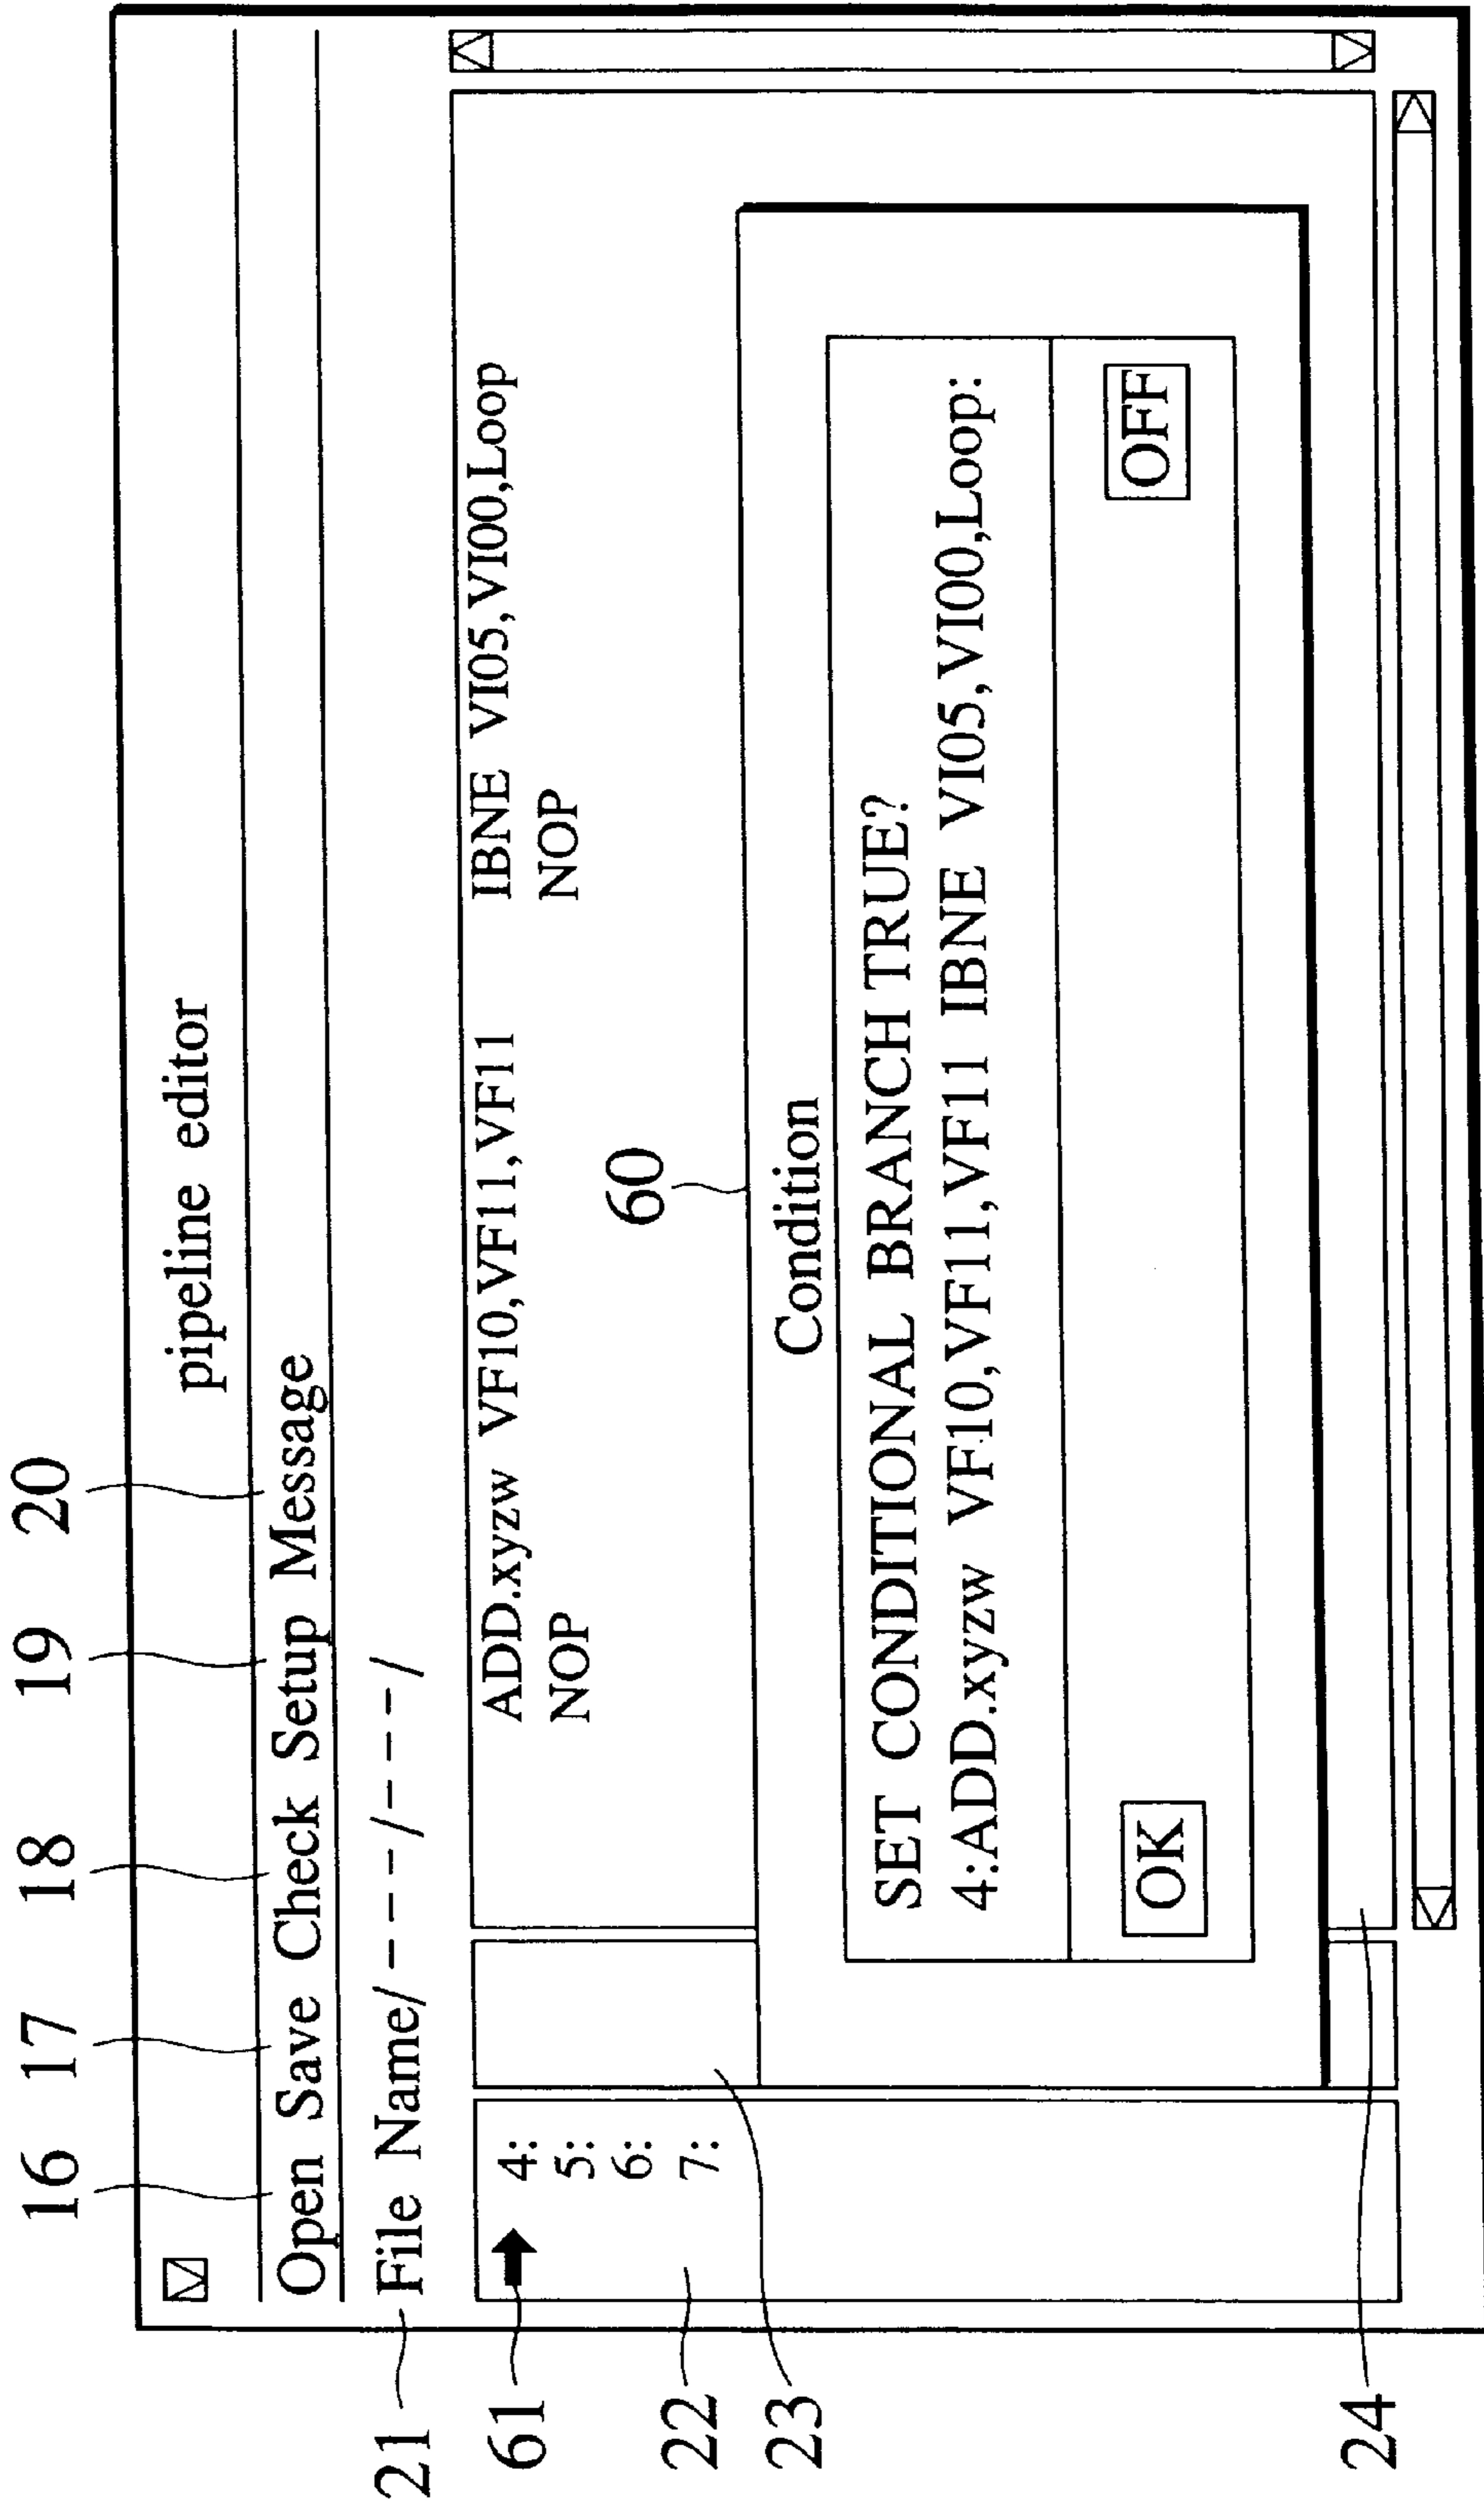 16 17 18 19 20
pipeline editor
Open Save Check Setup Message
21 File Name/----/----/
61 4: ADD.xyzw VF10,VF11,VF11 IBNE VI05,VI00,Loop
5: NOP NOP
6:
7:
22
23
60
Condition
SET CONDITIONAL BRANCH TRUE?
4:ADD.xyzw VF10,VF11,VF11 IBNE VI05,VI00,Loop:
OK OFF
24